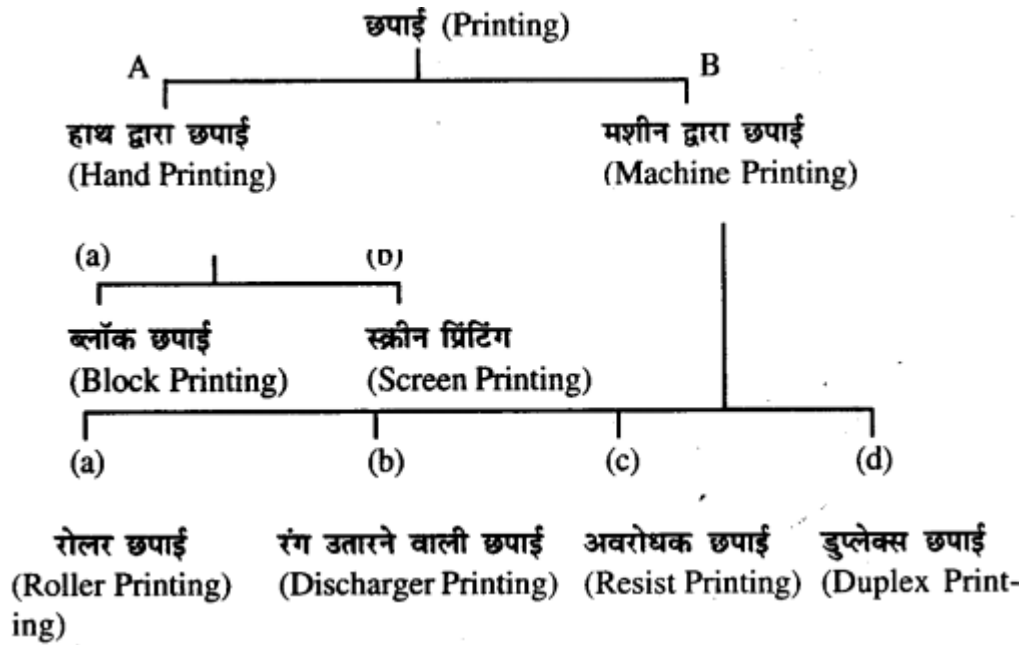 छपाई (Printing)
A B
हाथ द्वारा छपाई मशीन द्वारा छपाई
(Hand Printing) (Machine Printing)
(a) (b)
ब्लॉक छपाई स्क्रीन प्रिंटिंग
(Block Printing) (Screen Printing)
(a) (b) (c) (d)
रोलर छपाई रंग उतारने वाली छपाई अवरोधक छपाई डुप्लेक्स छपाई
(Roller Printing) (Discharger Printing) (Resist Printing) (Duplex Print-
ing)